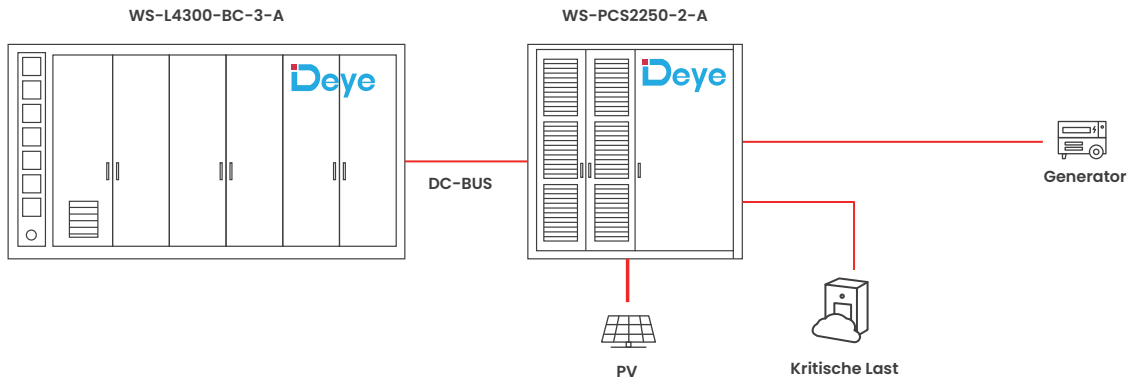 WS-L4300-BC-3-A
WS-PCS2250-2-A
Deye
Deye
DC-BUS
Generator
PV
Kritische Last